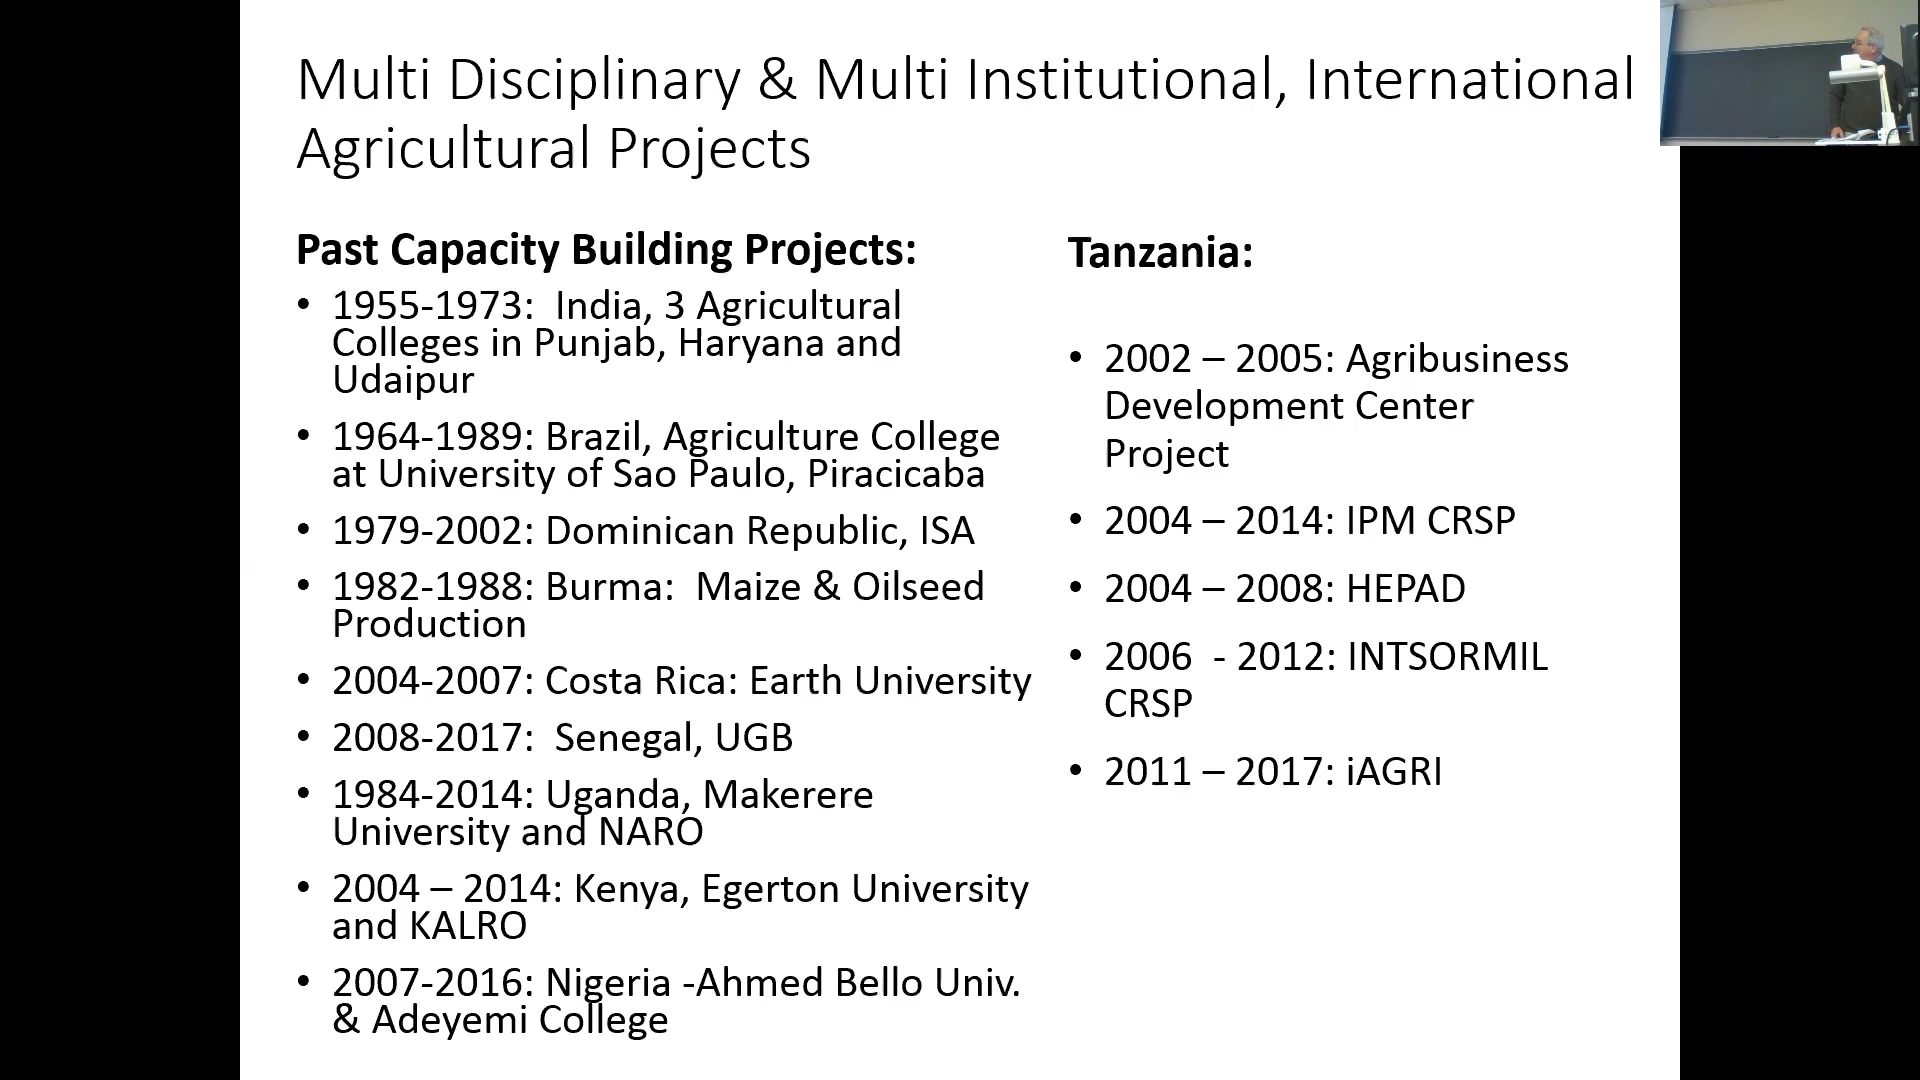 Multi Disciplinary & Multi Institutional, International
Agricultural Projects
Past Capacity Building Projects:
• 1955-1973:  India, 3 Agricultural
Colleges in Punjab, Haryana and
Udaipur
• 1964-1989: Brazil, Agriculture College
at University of Sao Paulo, Piracicaba
• 1979-2002: Dominican Republic, ISA
• 1982-1988: Burma:  Maize & Oilseed
Production
• 2004-2007: Costa Rica: Earth University
• 2008-2017:  Senegal, UGB
• 1984-2014: Uganda, Makerere
University and NARO
• 2004 – 2014: Kenya, Egerton University
and KALRO
• 2007-2016: Nigeria -Ahmed Bello Univ.
& Adeyemi College
Tanzania:
• 2002 – 2005: Agribusiness
Development Center
Project
• 2004 – 2014: IPM CRSP
• 2004 – 2008: HEPAD
• 2006  - 2012: INTSORMIL
CRSP
• 2011 – 2017: iAGRI